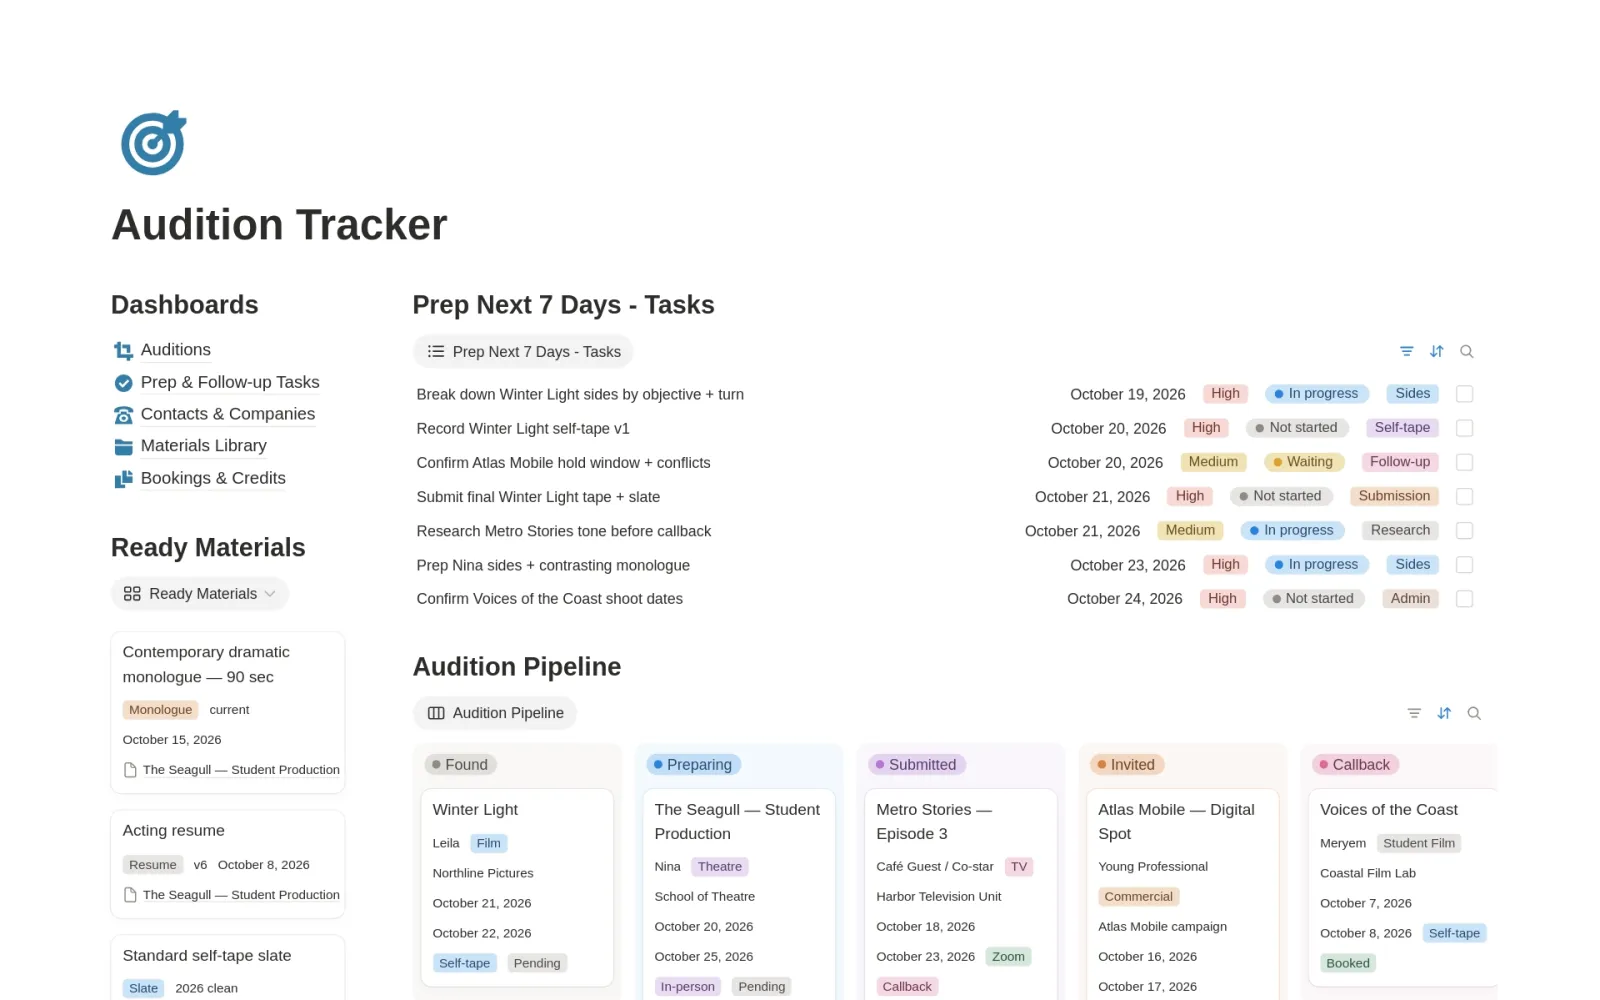 Audition Tracker
Dashboards
Auditions
Prep & Follow-up Tasks
Contacts & Companies
Materials Library
Bookings & Credits
Ready Materials
Ready Materials
Contemporary dramatic
monologue — 90 sec
Monologue current
October 15, 2026
The Seagull — Student Production
Acting resume
Resume v6 October 8, 2026
The Seagull — Student Production
Standard self-tape slate
Slate 2026 clean
Prep Next 7 Days - Tasks
Prep Next 7 Days - Tasks
Break down Winter Light sides by objective + turn October 19, 2026 High In progress Sides
Record Winter Light self-tape v1 October 20, 2026 High Not started Self-tape
Confirm Atlas Mobile hold window + conflicts October 20, 2026 Medium Waiting Follow-up
Submit final Winter Light tape + slate October 21, 2026 High Not started Submission
Research Metro Stories tone before callback October 21, 2026 Medium In progress Research
Prep Nina sides + contrasting monologue October 23, 2026 High In progress Sides
Confirm Voices of the Coast shoot dates October 24, 2026 High Not started Admin
Audition Pipeline
Audition Pipeline
Found
Winter Light
Leila Film
Northline Pictures
October 21, 2026
October 22, 2026
Self-tape Pending
Preparing
The Seagull — Student
Production
Nina Theatre
School of Theatre
October 20, 2026
October 25, 2026
In-person Pending
Submitted
Metro Stories —
Episode 3
Café Guest / Co-star TV
Harbor Television Unit
October 18, 2026
October 23, 2026 Zoom
Callback
Invited
Atlas Mobile — Digital
Spot
Young Professional
Commercial
Atlas Mobile campaign
October 16, 2026
October 17, 2026
Callback
Voices of the Coast
Meryem Student Film
Coastal Film Lab
October 7, 2026
October 8, 2026 Self-tape
Booked